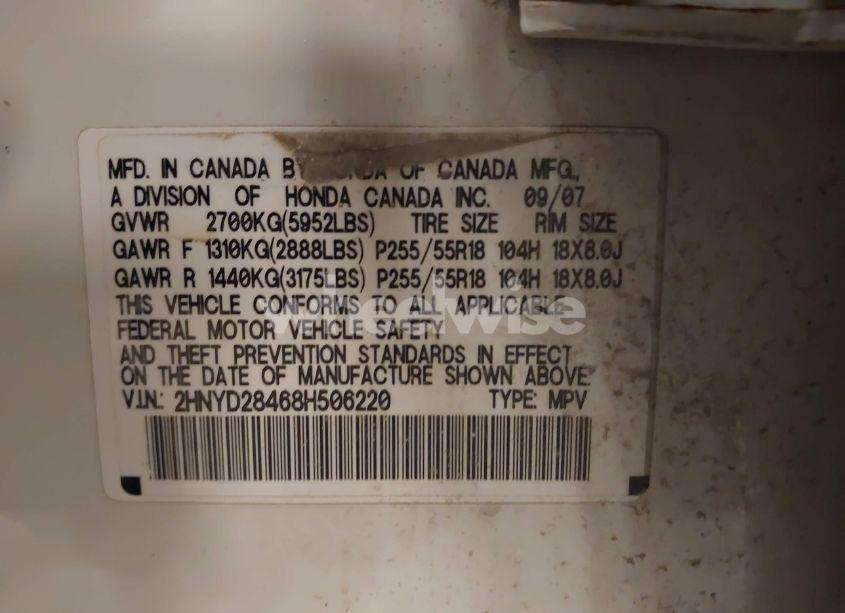 MFD. IN CANADA BY HONDA OF CANADA MFG.,
A DIVISION OF HONDA CANADA INC. 09/07
GVWR 2700KG(5952LBS) TIRE SIZE RIM SIZE
GAWR F 1310KG(2888LBS) P255/55R18 104H 18X8.0J
GAWR R 1440KG(3175LBS) P255/55R18 104H 18X8.0J
THIS VEHICLE CONFORMS TO ALL APPLICABLE
FEDERAL MOTOR VEHICLE SAFETY
AND THEFT PREVENTION STANDARDS IN EFFECT
ON THE DATE OF MANUFACTURE SHOWN ABOVE.
V.I.N.: 2HNYD28468H506220 TYPE: MPV